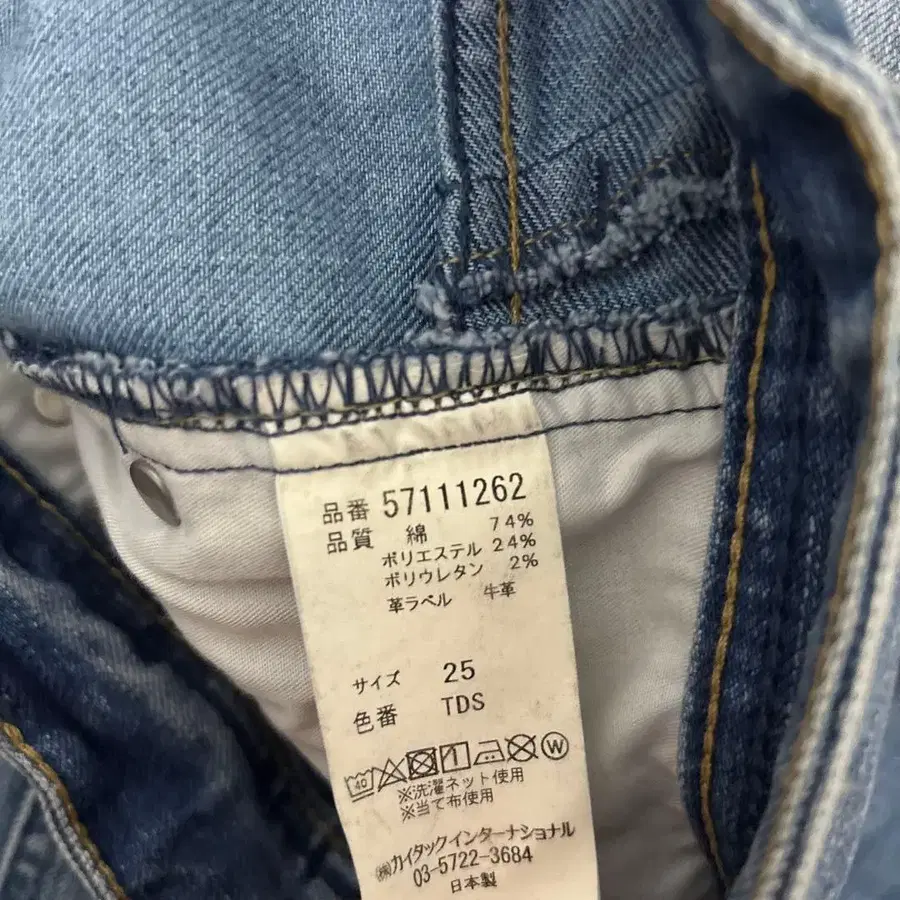 品番 57111262
品質 綿 74%
ポリエステル 24%
ポリウレタン 2%
革ラベル 牛革
サイズ 25
色番 TDS
40 W
※洗濯ネット使用
※当て布使用
㈱カイタックインターナショナル
03-5722-3684
日本製